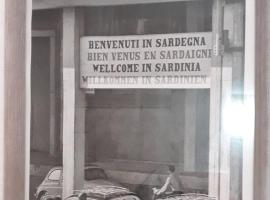 BENVENUTI IN SARDEGNA
BIEN VENUS EN SARDAIGNE
WELLCOME IN SARDINIA
WILLKOMMEN IN SARDINIEN